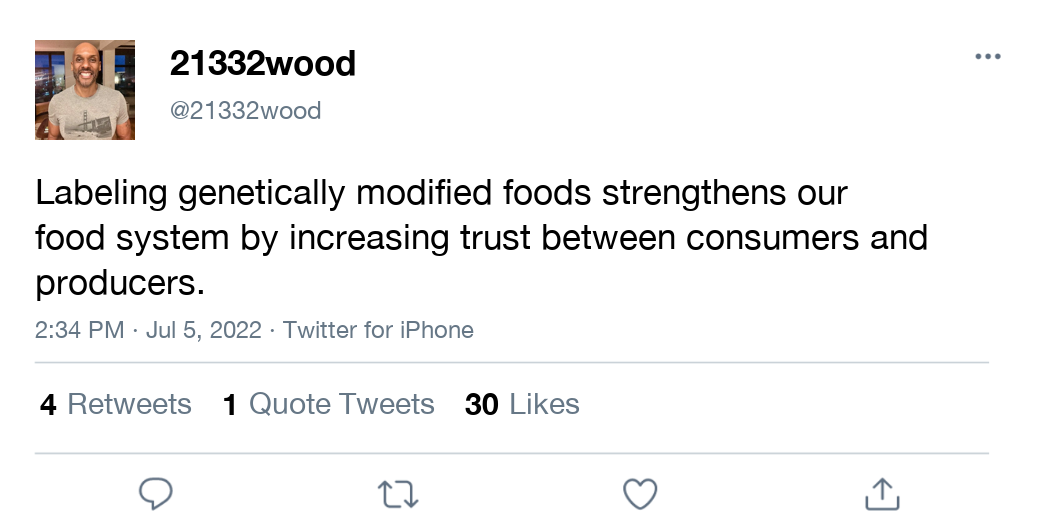 21332wood
@21332wood
Labeling genetically modified foods strengthens our
food system by increasing trust between consumers and
producers.
2:34 PM · Jul 5, 2022 · Twitter for iPhone
4 Retweets 1 Quote Tweets 30 Likes